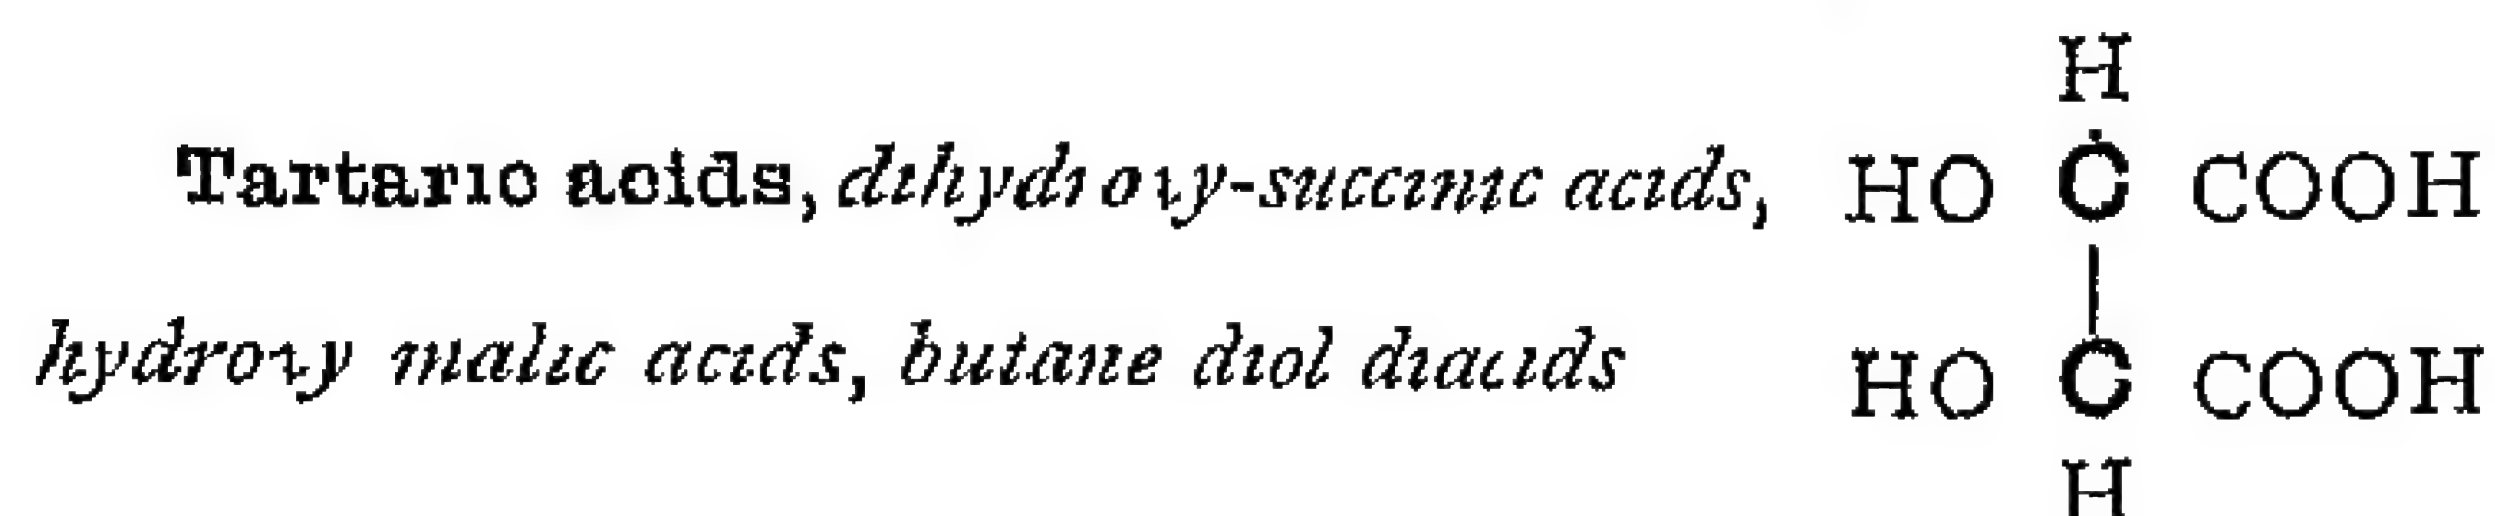 H
Tartaric acids, dihydroxy-succinic acids, HO C COOH
hydroxy malic acids, butane diol diacids HO C COOH
H